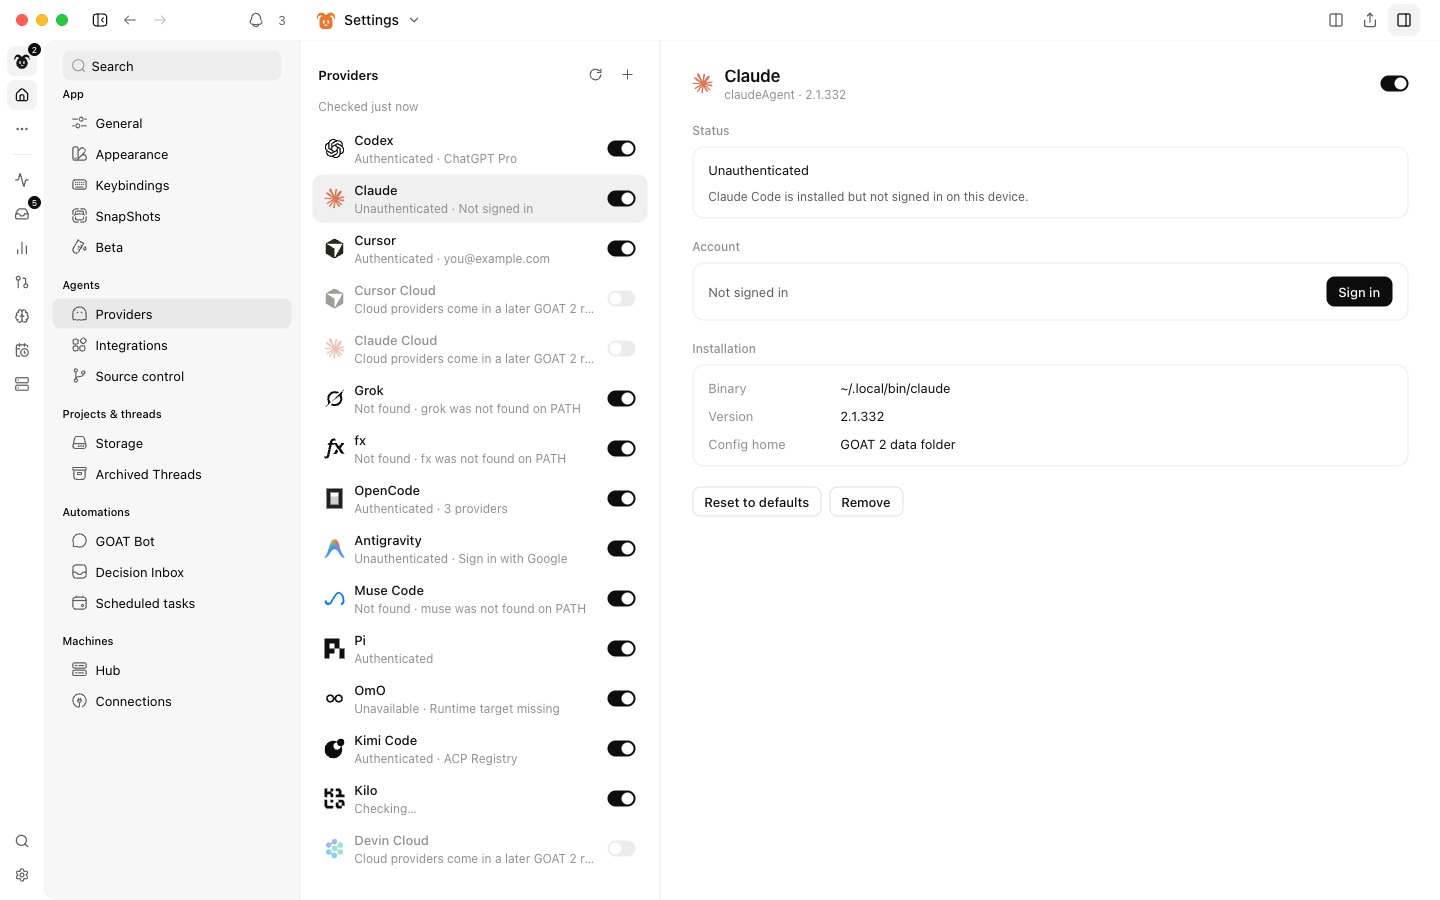 3
Settings
2
5
Search
App
General
Appearance
Keybindings
SnapShots
Beta
Agents
Providers
Integrations
Source control
Projects & threads
Storage
Archived Threads
Automations
GOAT Bot
Decision Inbox
Scheduled tasks
Machines
Hub
Connections
Providers
Checked just now
Codex
Authenticated · ChatGPT Pro
Claude
Unauthenticated · Not signed in
Cursor
Authenticated · you@example.com
Cursor Cloud
Cloud providers come in a later GOAT 2 r...
Claude Cloud
Cloud providers come in a later GOAT 2 r...
Grok
Not found · grok was not found on PATH
fx
fx
Not found · fx was not found on PATH
OpenCode
Authenticated · 3 providers
Antigravity
Unauthenticated · Sign in with Google
Muse Code
Not found · muse was not found on PATH
Pi
Authenticated
OmO
Unavailable · Runtime target missing
Kimi Code
Authenticated · ACP Registry
Kilo
Checking...
Devin Cloud
Cloud providers come in a later GOAT 2 r...
Claude
claudeAgent · 2.1.332
Status
Unauthenticated
Claude Code is installed but not signed in on this device.
Account
Not signed in
Sign in
Installation
Binary ~/.local/bin/claude
Version 2.1.332
Config home GOAT 2 data folder
Reset to defaults
Remove